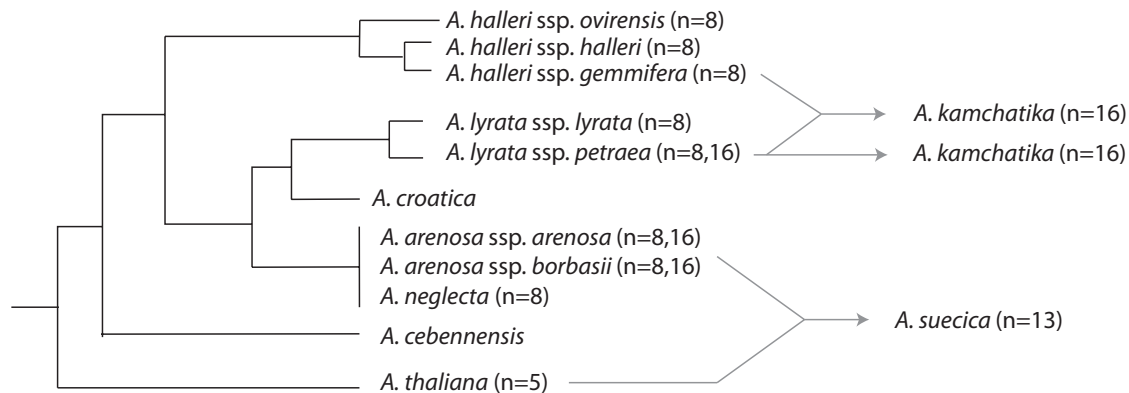 A. halleri ssp. ovirensis (n=8)
A. halleri ssp. halleri (n=8)
A. halleri ssp. gemmifera (n=8)
A. kamchatika (n=16)
A. lyrata ssp. lyrata (n=8)
A. lyrata ssp. petraea (n=8,16)
A. kamchatika (n=16)
A. croatica
A. arenosa ssp. arenosa (n=8,16)
A. arenosa ssp. borbasii (n=8,16)
A. neglecta (n=8)
A. suecica (n=13)
A. cebennensis
A. thaliana (n=5)